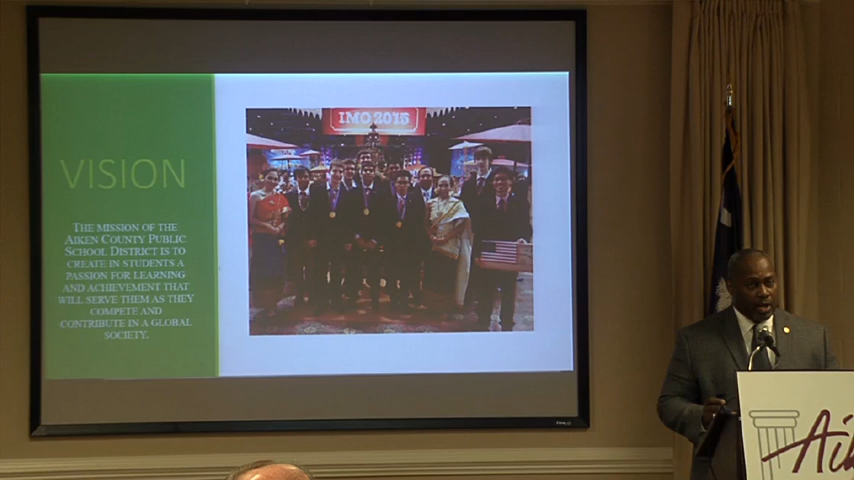 IMO 2015
VISION
THE MISSION OF THE
AIKEN COUNTY PUBLIC
SCHOOL DISTRICT IS TO
CREATE IN STUDENTS A
PASSION FOR LEARNING
AND ACHIEVEMENT THAT
WILL SERVE THEM AS THEY
COMPETE AND
CONTRIBUTE IN A GLOBAL
SOCIETY.
Aik